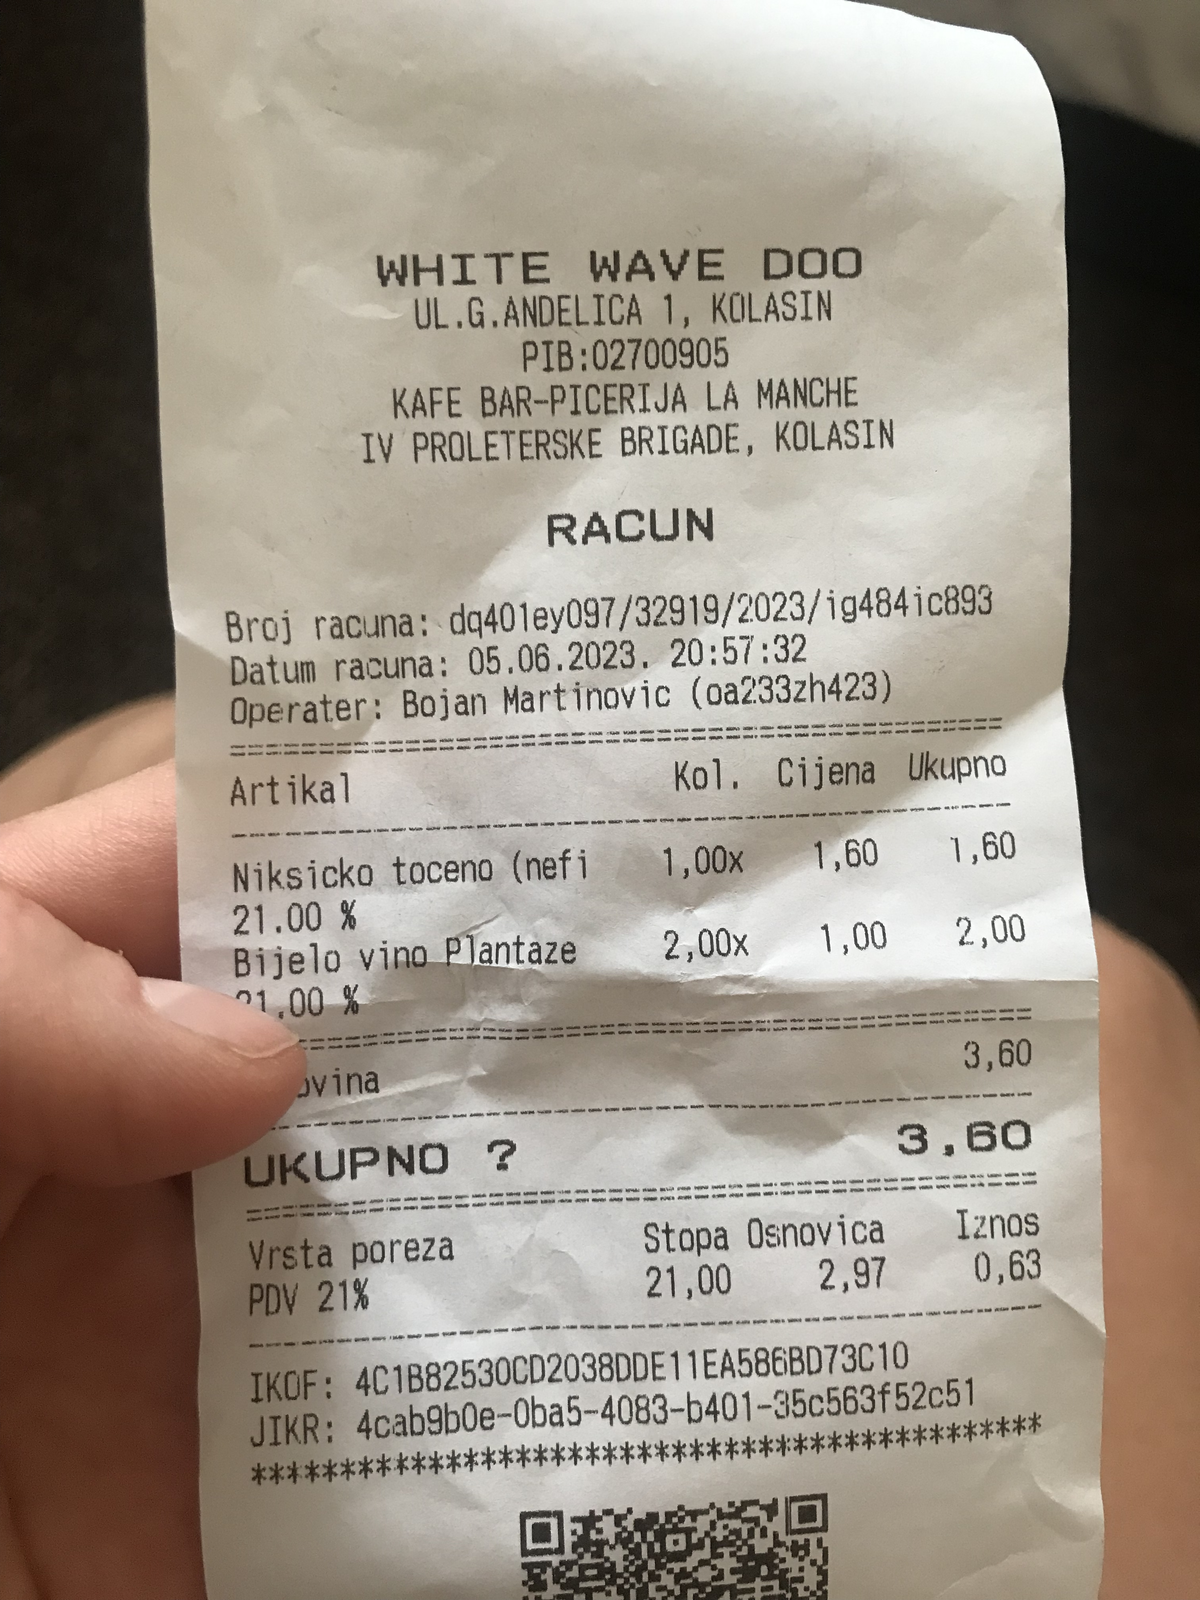 WHITE WAVE DOO
UL.G.ANDELICA 1, KOLASIN
PIB:02700905
KAFE BAR-PICERIJA LA MANCHE
IV PROLETERSKE BRIGADE, KOLASIN
RACUN
Broj racuna: dq401ey097/32919/2023/ig484ic893
Datum racuna: 05.06.2023. 20:57:32
Operater: Bojan Martinovic (oa233zh423)
Artikal Kol. Cijena Ukupno
Niksicko toceno (nefi 1,00x 1,60 1,60
21.00 %
Bijelo vino Plantaze 2,00x 1,00 2,00
21.00 %
3,60
UKUPNO ? 3,60
Vrsta poreza Stopa Osnovica Iznos
PDV 21% 21,00 2,97 0,63
IKOF: 4C1B82530CD2038DDE11EA586BD73C10
JIKR: 4cab9b0e-0ba5-4083-b401-35c563f52c51
*********************************************